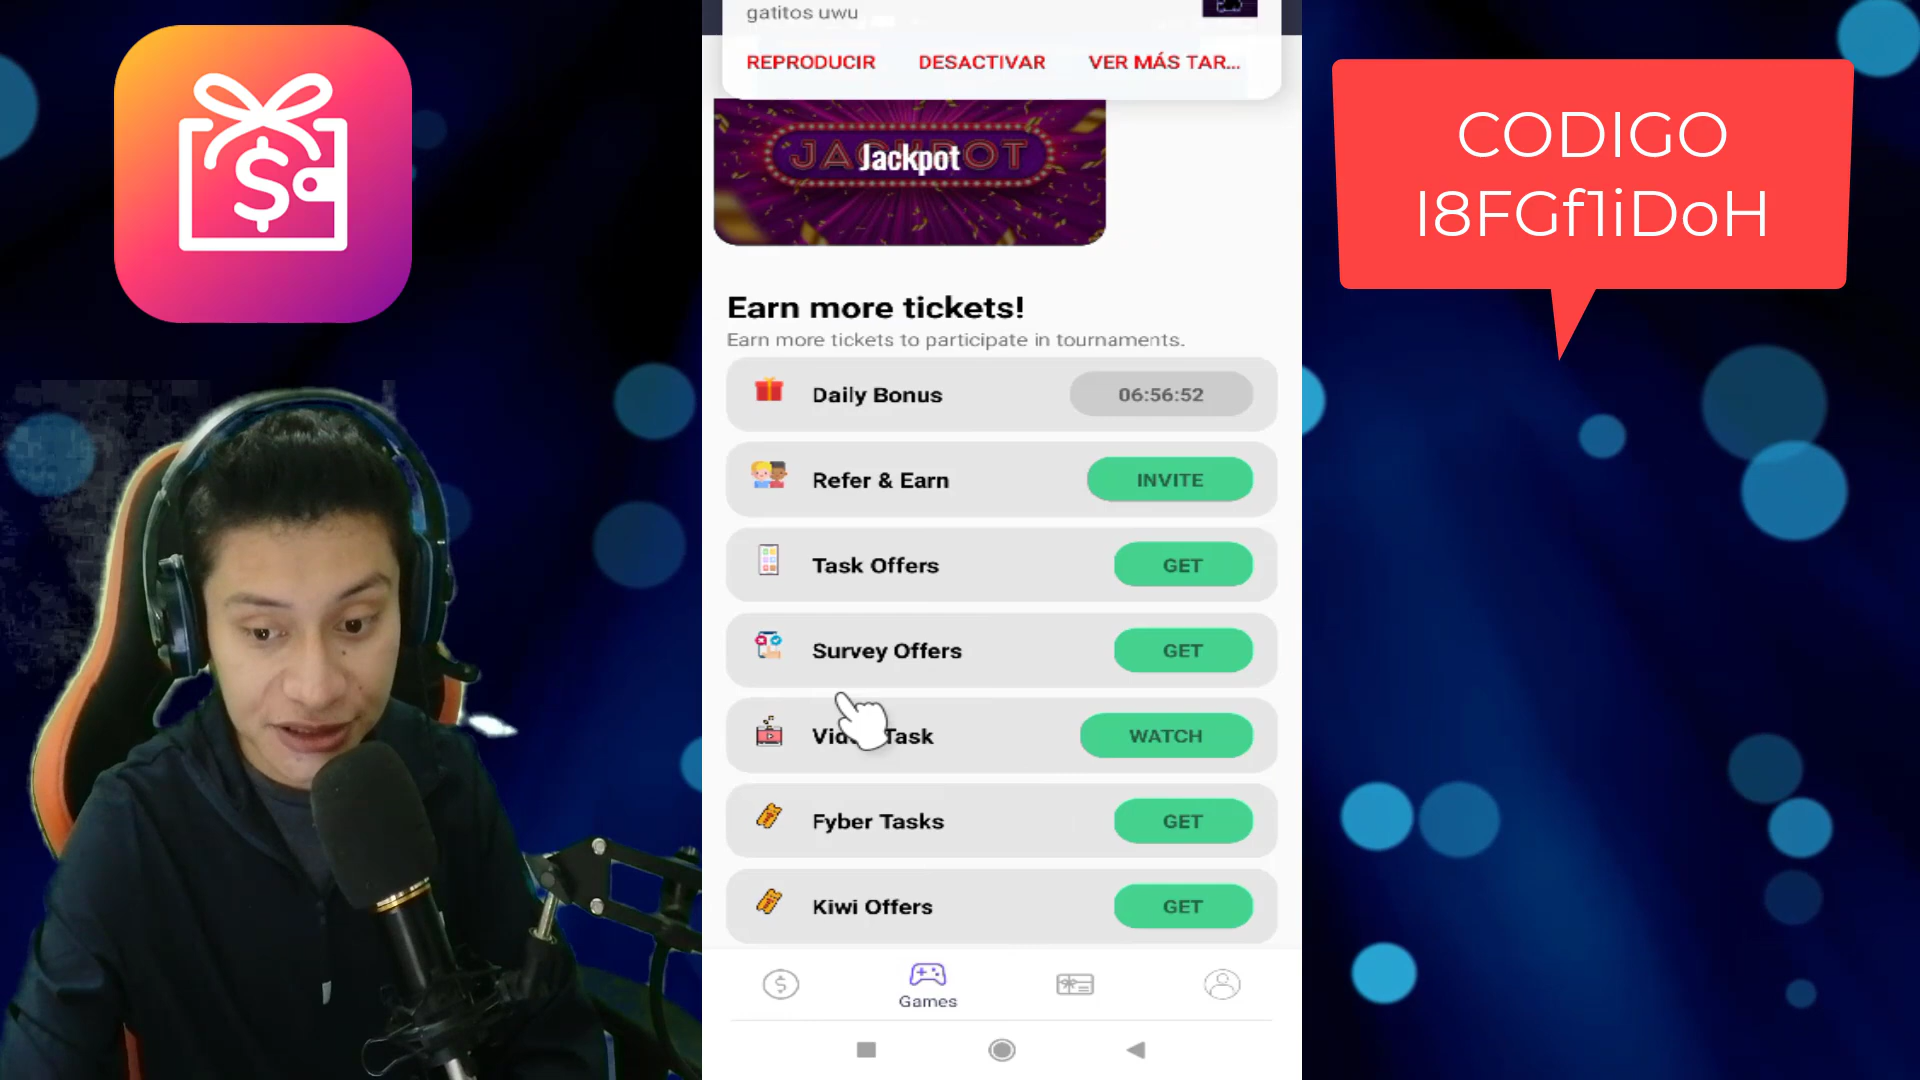 gatitos uwu
REPRODUCIR DESACTIVAR VER MÁS TAR...
JACKPOT
Jackpot
CODIGO
I8FGf1iDoH
Earn more tickets!
Earn more tickets to participate in tournaments.
Daily Bonus 06:56:52
Refer & Earn INVITE
Task Offers GET
Survey Offers GET
Video Task WATCH
Fyber Tasks GET
Kiwi Offers GET
Games